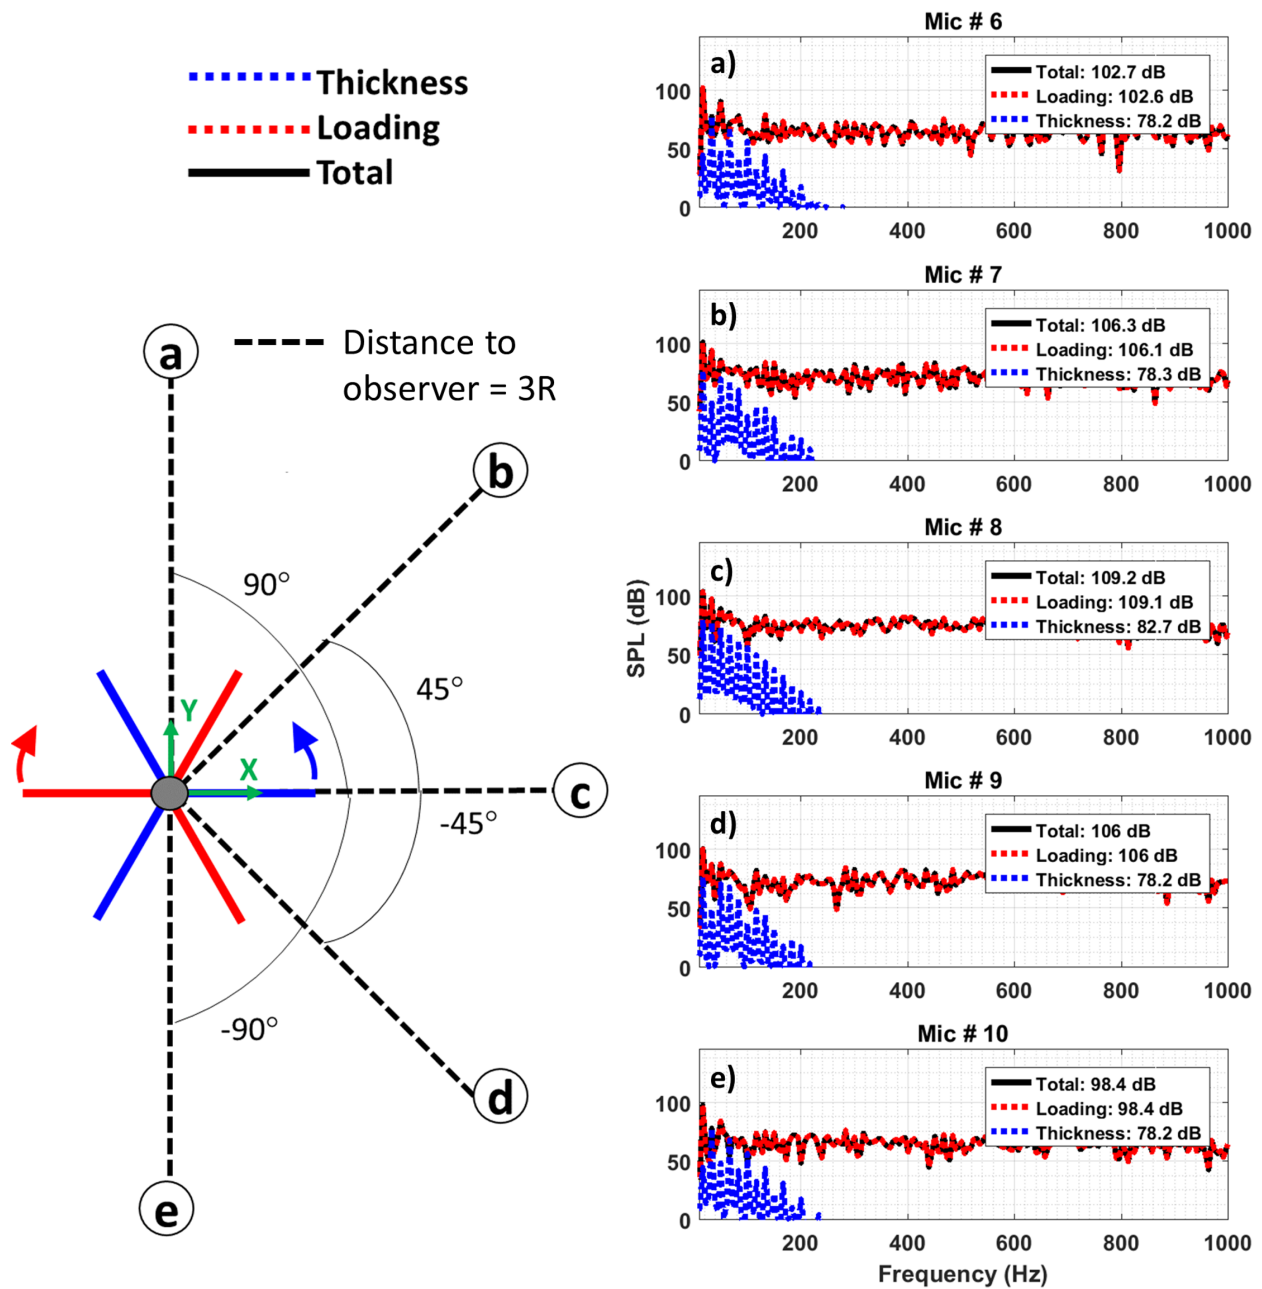 Thickness
Loading
Total
Distance to
observer = 3R
a
b
c
d
e
90°
45°
-45°
-90°
Y
X
Mic # 6
a)
Total: 102.7 dB
Loading: 102.6 dB
Thickness: 78.2 dB
100
50
0
200 400 600 800 1000
Mic # 7
b)
Total: 106.3 dB
Loading: 106.1 dB
Thickness: 78.3 dB
100
50
0
200 400 600 800 1000
Mic # 8
c)
Total: 109.2 dB
Loading: 109.1 dB
Thickness: 82.7 dB
SPL (dB)
100
50
0
200 400 600 800 1000
Mic # 9
d)
Total: 106 dB
Loading: 106 dB
Thickness: 78.2 dB
100
50
0
200 400 600 800 1000
Mic # 10
e)
Total: 98.4 dB
Loading: 98.4 dB
Thickness: 78.2 dB
100
50
0
200 400 600 800 1000
Frequency (Hz)